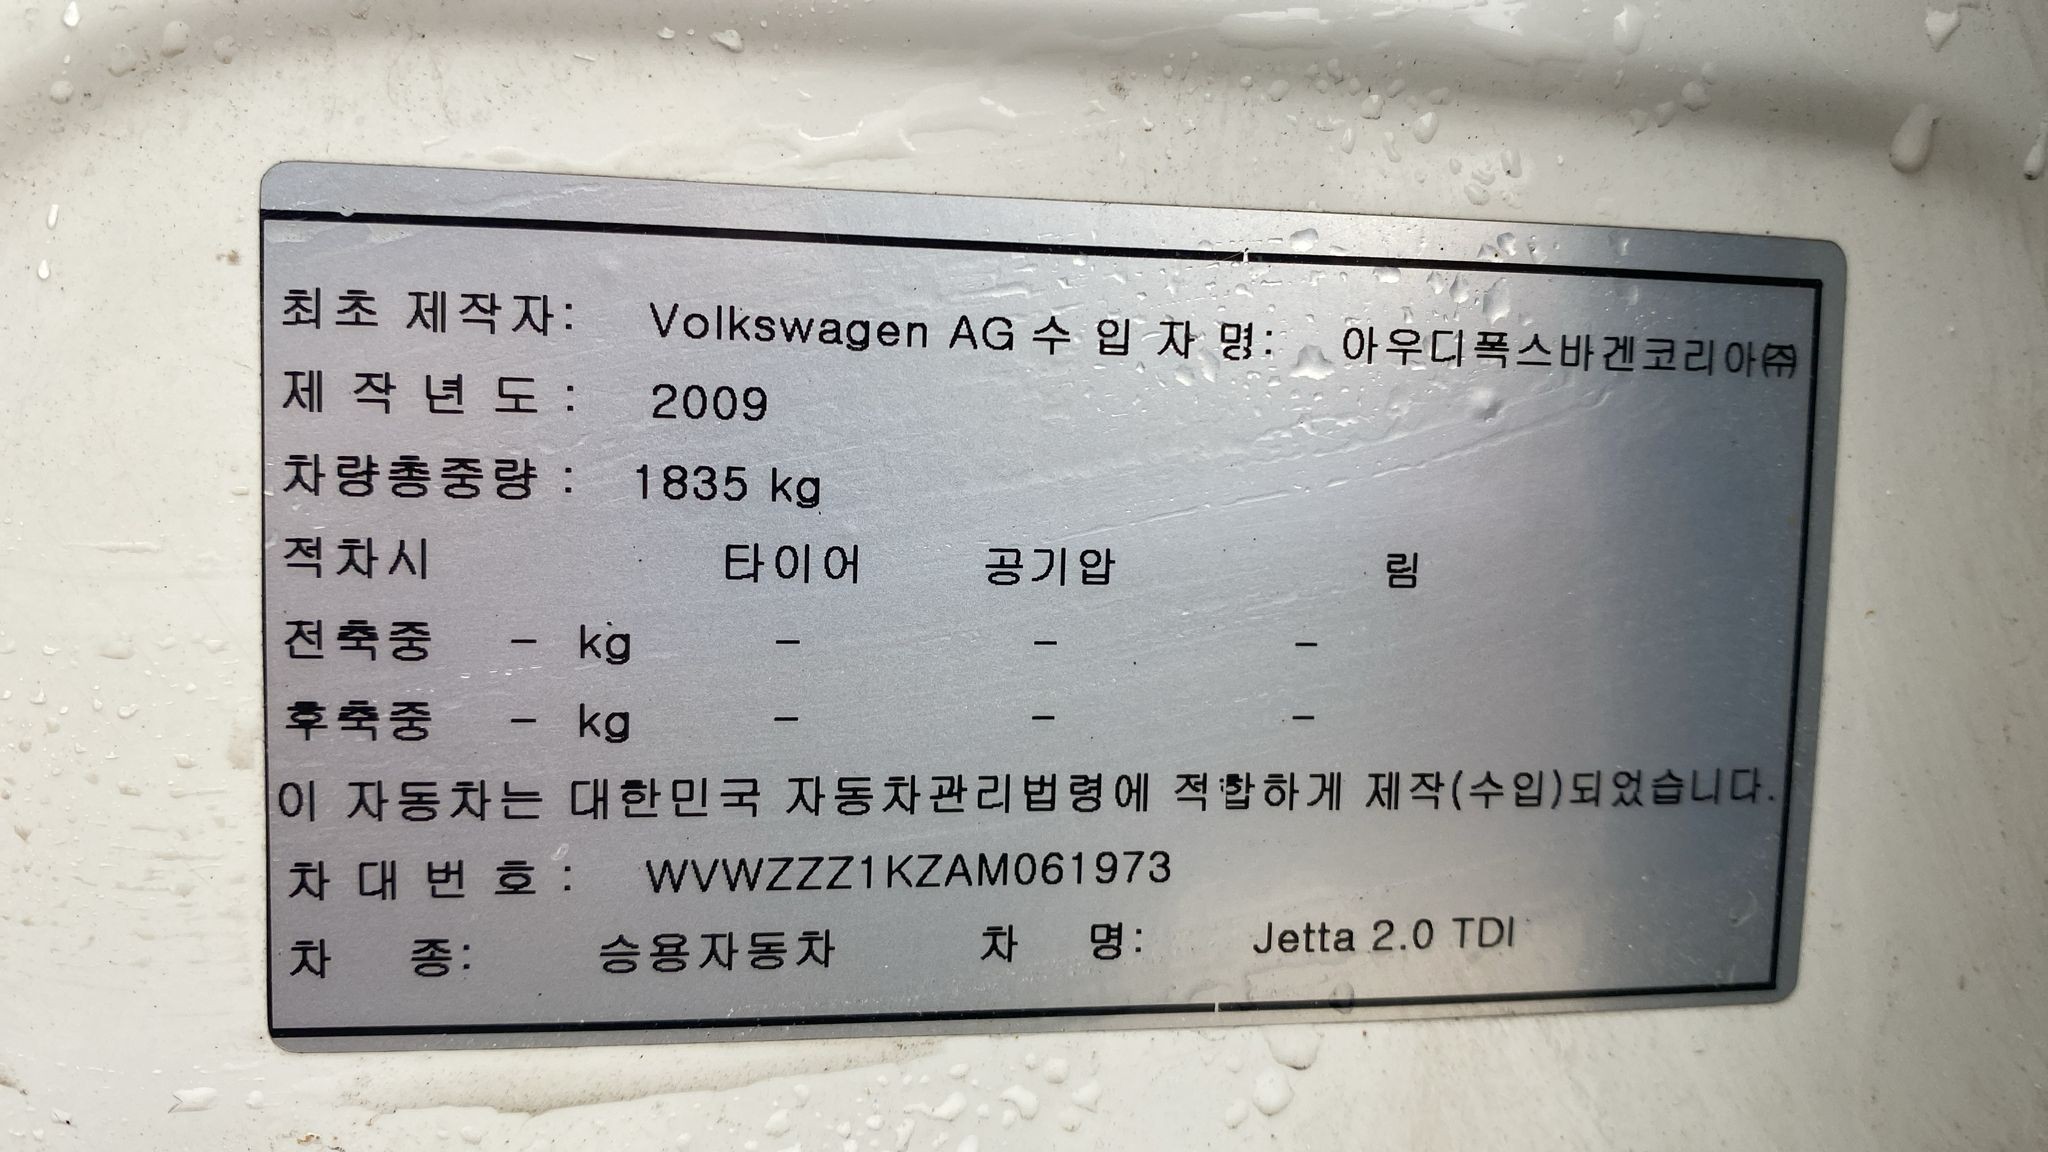 최초 제작자: Volkswagen AG 수 입 자 명: 아우디폭스바겐코리아㈜
제 작 년 도 : 2009
차량총중량 : 1835 kg
적차시 타이어 공기압 림
전축중 - kg - - -
후축중 - kg - - -
이 자동차는 대한민국 자동차관리법령에 적합하게 제작(수입)되었습니다.
차 대 번 호 : WVWZZZ1KZAM061973
차 종: 승용자동차 차 명: Jetta 2.0 TDI